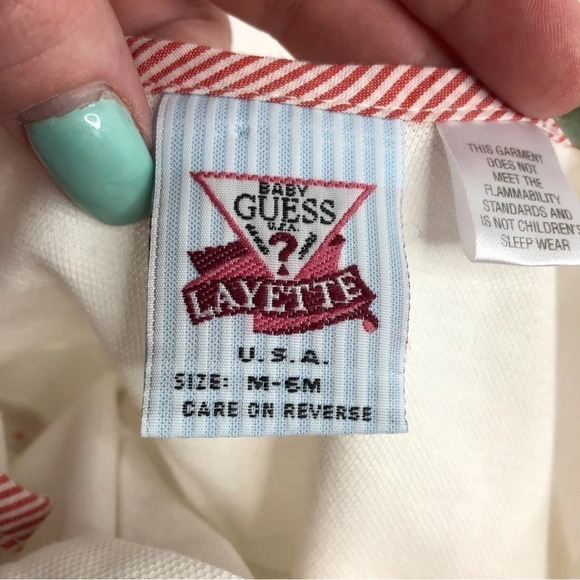 BABY
GUESS
U.S.A.
?
LAYETTE
U.S.A.
SIZE: M-6M
CARE ON REVERSE
THIS GARMENT
DOES NOT
MEET THE
FLAMMABILITY
STANDARDS AND
IS NOT CHILDREN'S
SLEEP WEAR